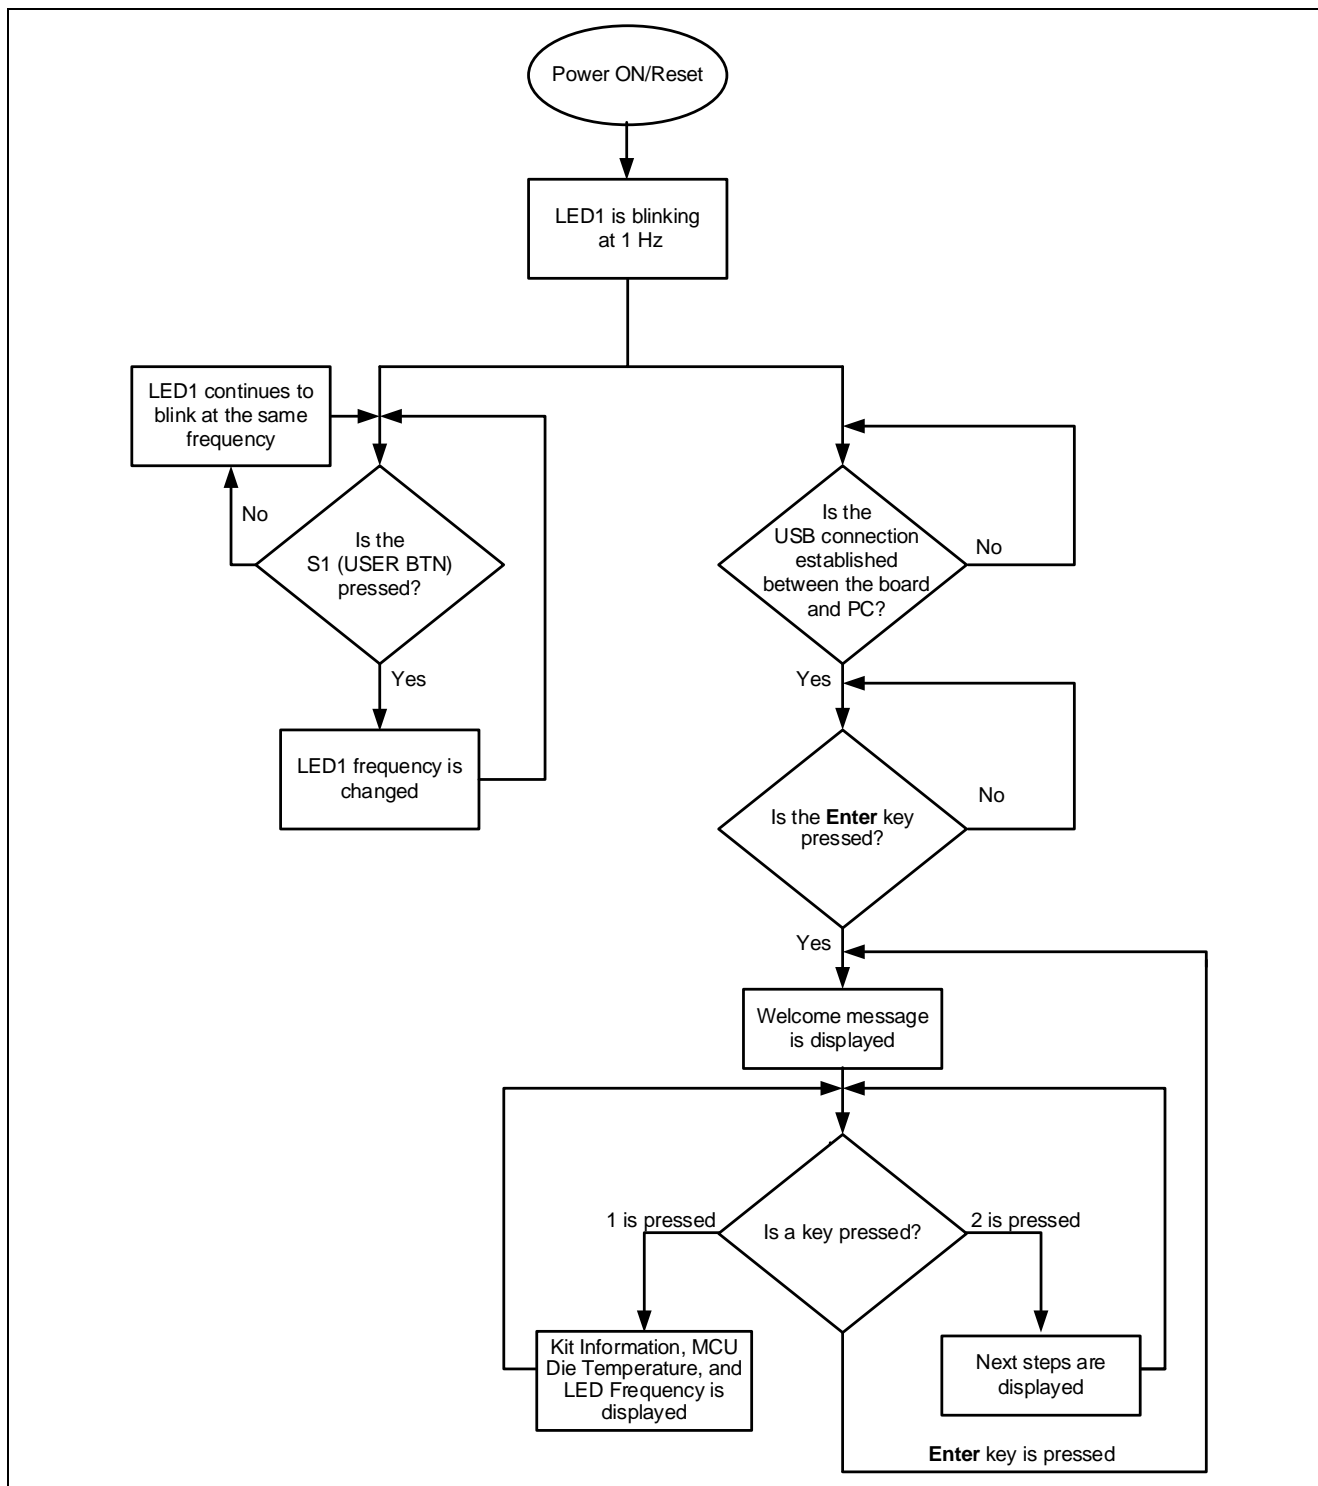 Power ON/Reset
LED1 is blinking
at 1 Hz
LED1 continues to
blink at the same
frequency
No
Is the
S1 (USER BTN)
pressed?
Yes
LED1 frequency is
changed
Is the
USB connection
established
between the board
and PC?
No
Yes
Is the Enter key
pressed?
No
Yes
Welcome message
is displayed
1 is pressed
Is a key pressed?
2 is pressed
Kit Information, MCU
Die Temperature, and
LED Frequency is
displayed
Next steps are
displayed
Enter key is pressed